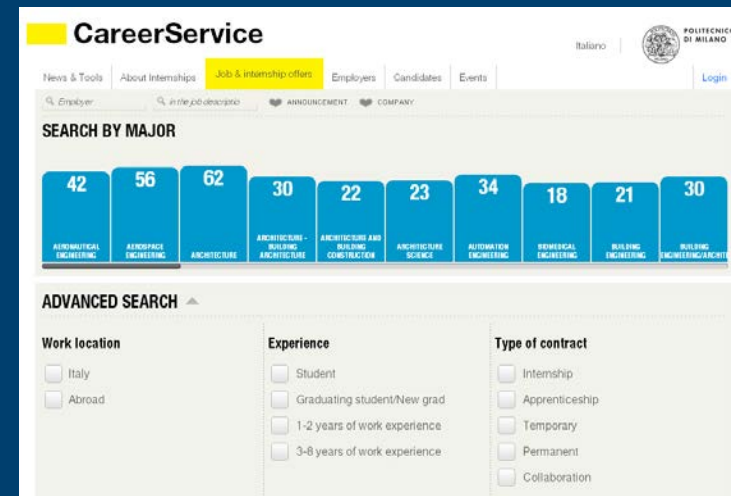 CareerService
Italiano
POLITECNICO
DI MILANO
News & Tools
About Internships
Job & internship offers
Employers
Candidates
Events
Login
Employer
in the job descriptio
ANNOUNCEMENT
COMPANY
SEARCH BY MAJOR
42
56
62
30
22
23
34
18
21
30
AERONAUTICAL
ENGINEERING
AEROSPACE
ENGINEERING
ARCHITECTURE
ARCHITECTURE -
BUILDING
ARCHITECTURE
ARCHITECTURE AND
BUILDING
CONSTRUCTION
ARCHITECTURE
SCIENCE
AUTOMATION
ENGINEERING
BIOMEDICAL
ENGINEERING
BUILDING
ENGINEERING
BUILDING
ENGINEERING/ARCHITE
ADVANCED SEARCH
Work location
Italy
Abroad
Experience
Student
Graduating student/New grad
1-2 years of work experience
3-8 years of work experience
Type of contract
Internship
Apprenticeship
Temporary
Permanent
Collaboration